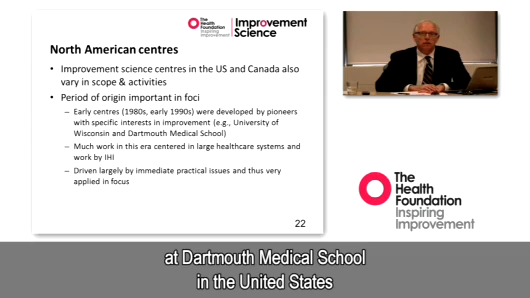 The
Health
Foundation
Inspiring
Improvement
Improvement
Science
North American centres
• Improvement science centres in the US and Canada also
vary in scope & activities
• Period of origin important in foci
– Early centres (1980s, early 1990s) were developed by pioneers
with specific interests in improvement (e.g., University of
Wisconsin and Dartmouth Medical School)
– Much work in this era centered in large healthcare systems and
work by IHI
– Driven largely by immediate practical issues and thus very
applied in focus
22
The
Health
Foundation
Inspiring
Improvement
at Dartmouth Medical School
in the United States